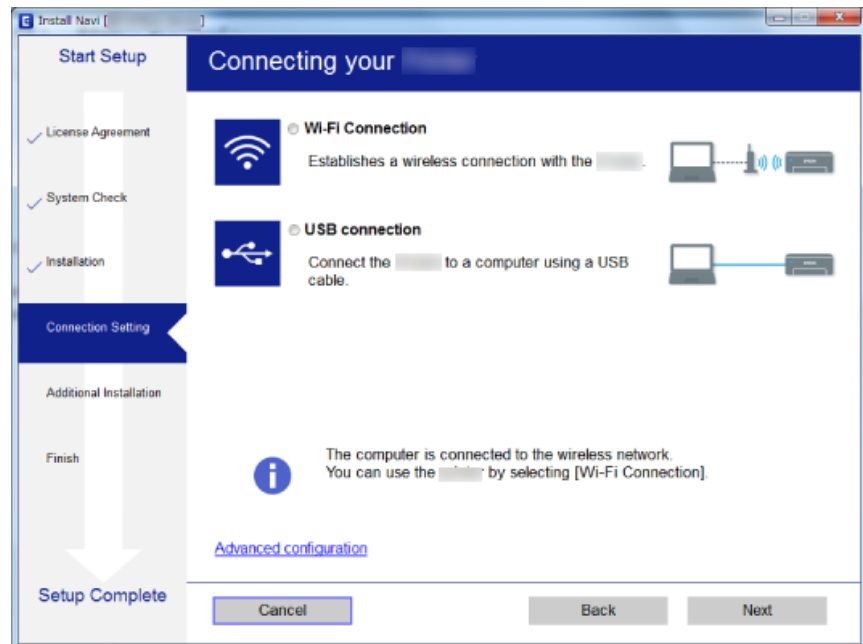 Install Navi [ ]
Start Setup
License Agreement
System Check
Installation
Connection Setting
Additional Installation
Finish
Setup Complete
Connecting your
Wi-Fi Connection
Establishes a wireless connection with the .
USB connection
Connect the to a computer using a USB
cable.
The computer is connected to the wireless network.
You can use the by selecting [Wi-Fi Connection].
Advanced configuration
Cancel
Back
Next